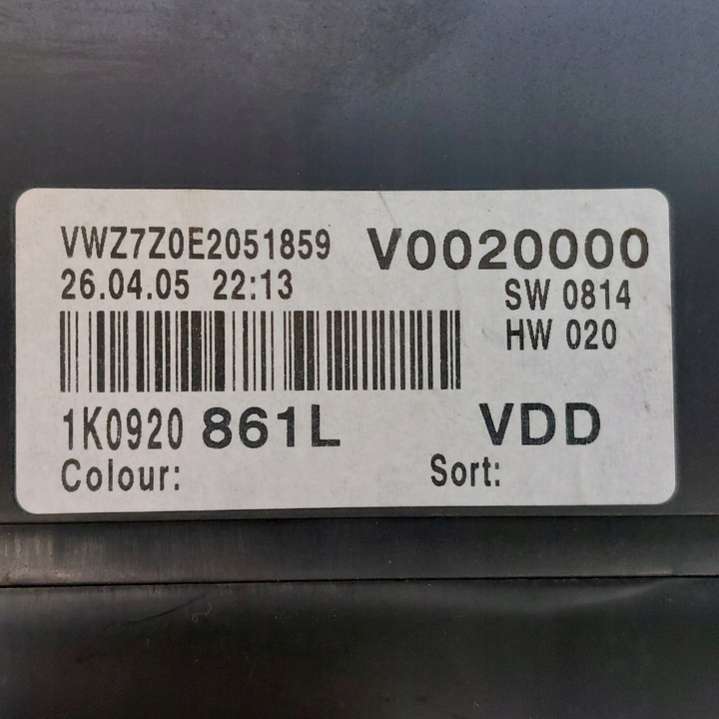 VWZ7Z0E2051859 V0020000
26.04.05 22:13 SW 0814
HW 020
1K0920 861L VDD
Colour: Sort: